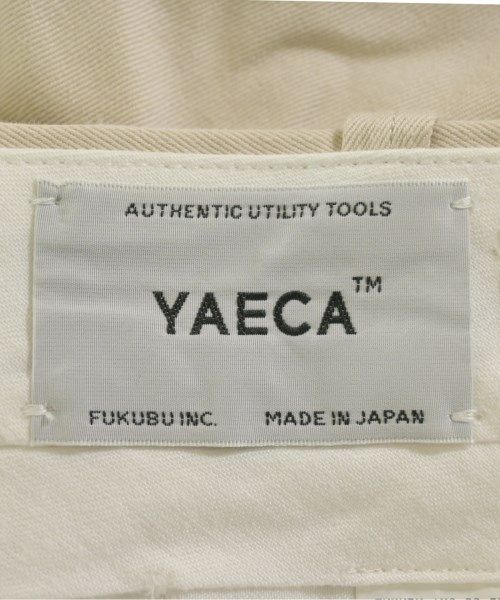 AUTHENTIC UTILITY TOOLS
YAECA™
FUKUBU INC. MADE IN JAPAN